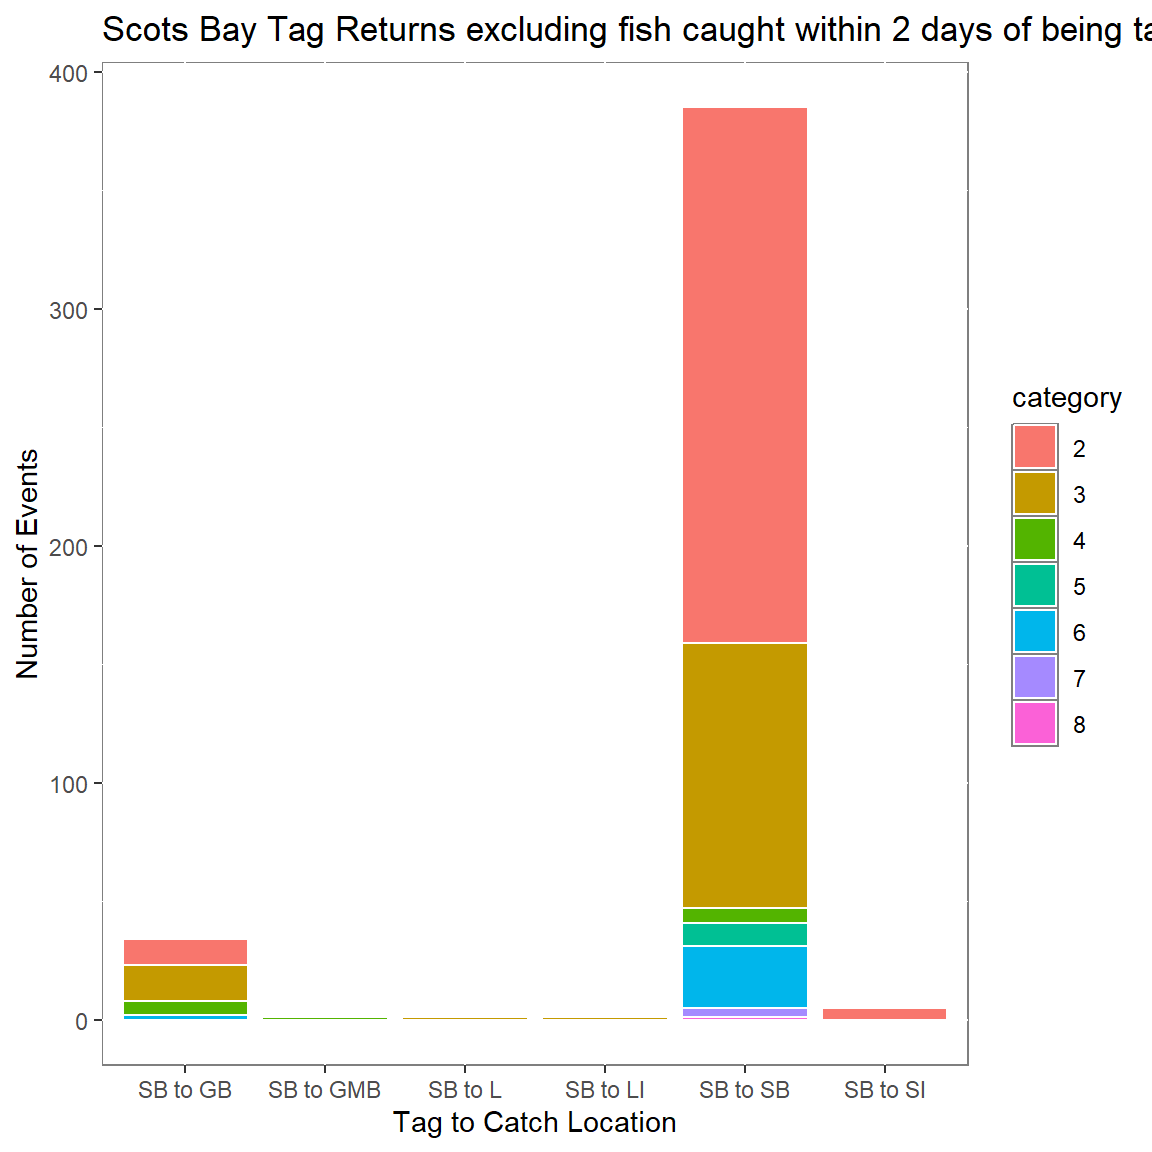 Scots Bay Tag Returns excluding fish caught within 2 days of being ta
400
300
200
100
0
Number of Events
SB to GB
SB to GMB
SB to L
SB to LI
SB to SB
SB to SI
Tag to Catch Location
category
2
3
4
5
6
7
8